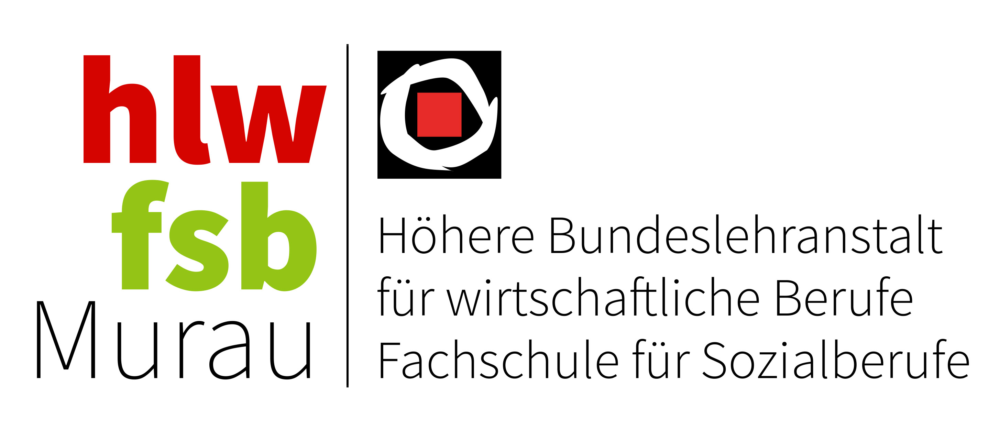 hlw
fsb
Murau
Höhere Bundeslehranstalt
für wirtschaftliche Berufe
Fachschule für Sozialberufe